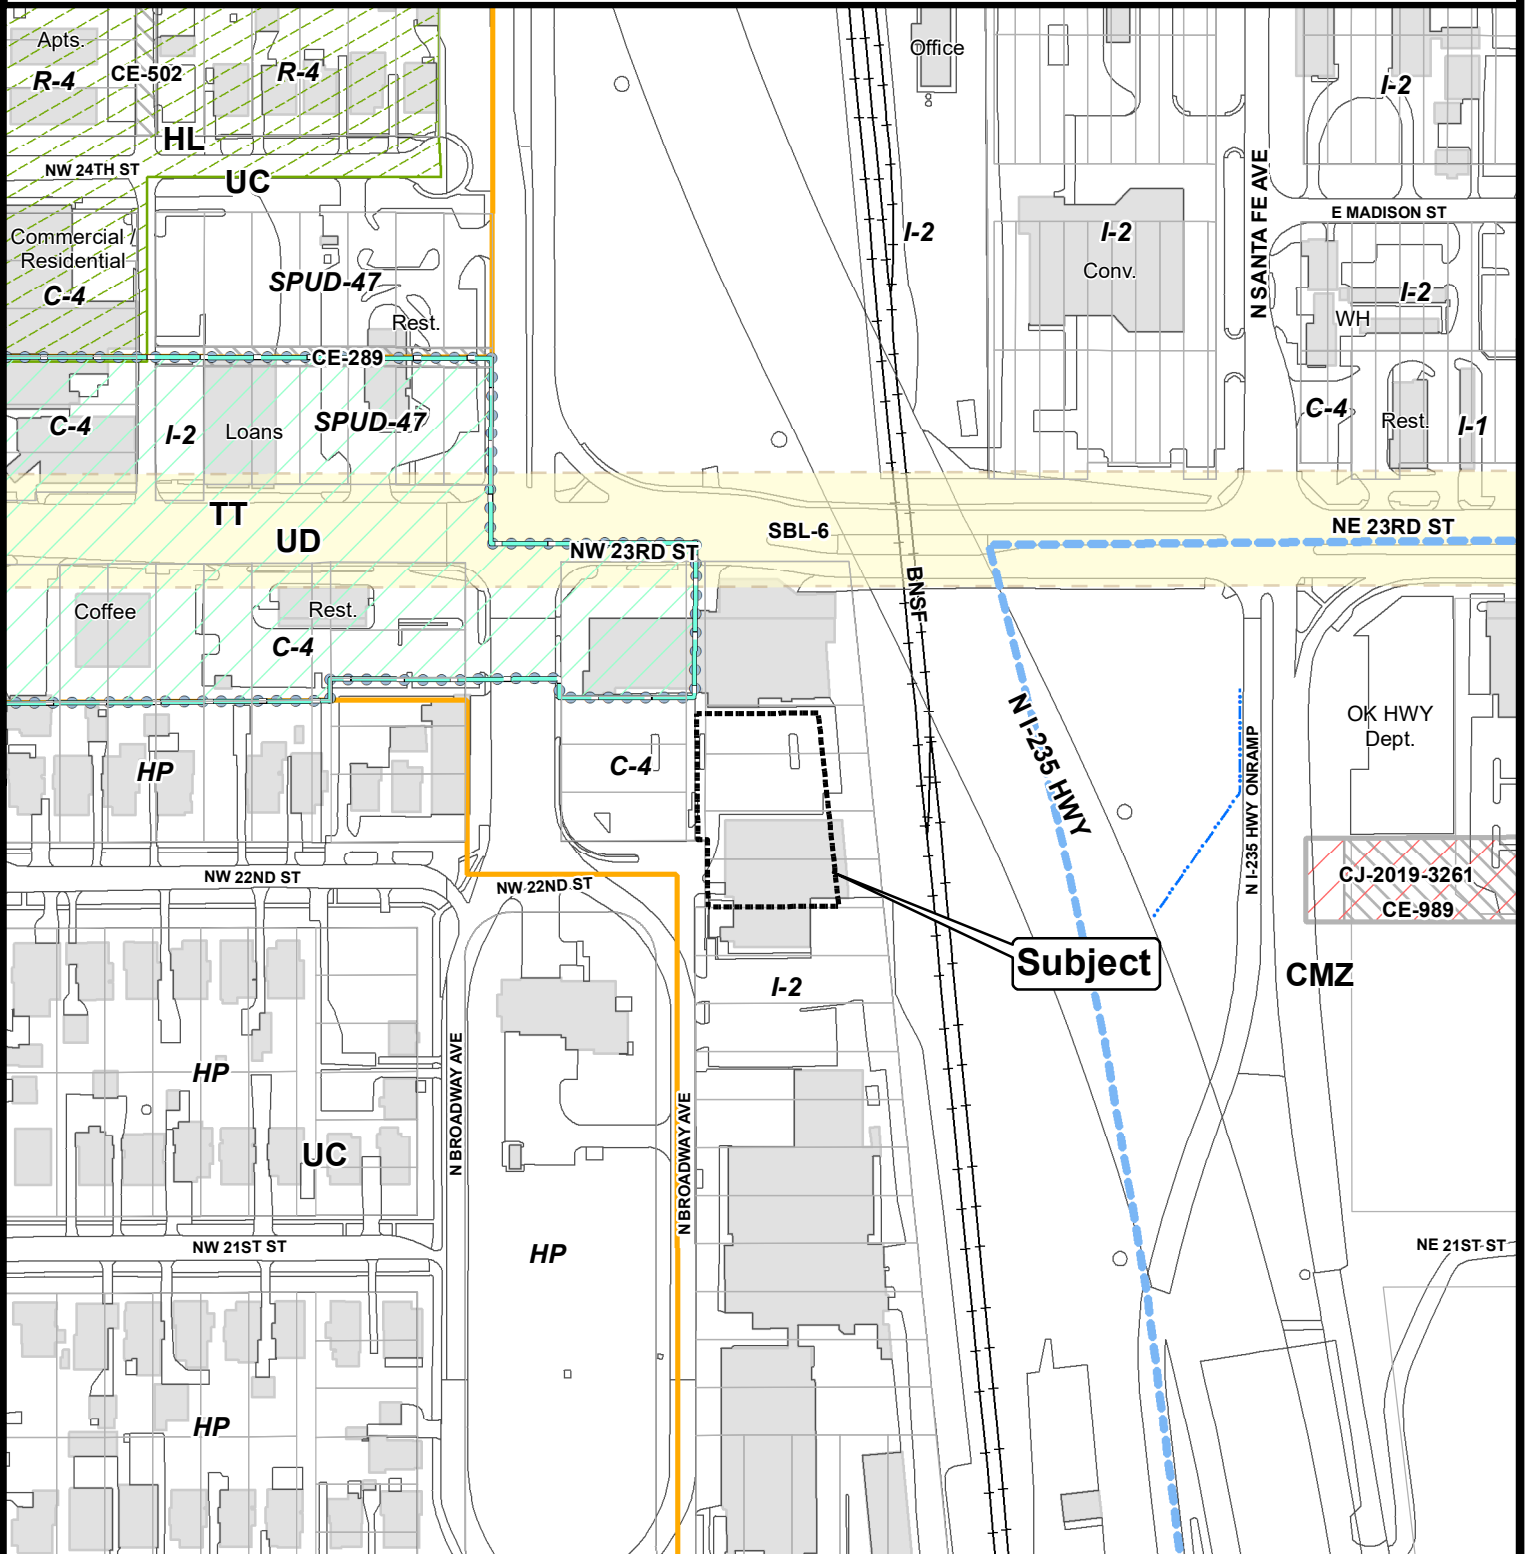 Apts.
R-4
CE-502
R-4
Office
I-2
HL
NW 24TH ST
UC
N SANTA FE AVE
E MADISON ST
Commercial /
Residential
C-4
SPUD-47
Rest.
I-2
I-2
Conv.
I-2
WH
CE-289
C-4
I-2
Loans
SPUD-47
C-4
Rest.
I-1
TT
UD
NW 23RD ST
SBL-6
NE 23RD ST
BNSF
Coffee
Rest.
C-4
HP
C-4
N I-235 HWY
N I-235 HWY ONRAMP
OK HWY
Dept.
NW 22ND ST
NW 22ND ST
CJ-2019-3261
CE-989
Subject
CMZ
I-2
HP
N BROADWAY AVE
N BROADWAY AVE
UC
NW 21ST ST
HP
NE 21ST ST
HP